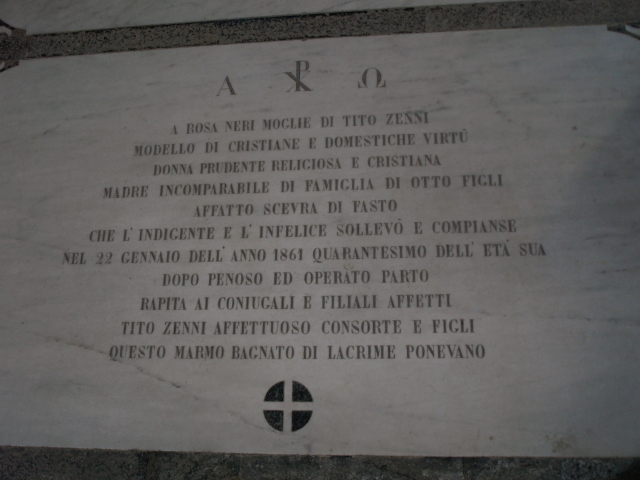 Α ☧ Ω
A ROSA NERI MOGLIE DI TITO ZENNI
MODELLO DI CRISTIANE E DOMESTICHE VIRTÚ
DONNA PRUDENTE RELIGIOSA E CRISTIANA
MADRE INCOMPARABILE DI FAMIGLIA DI OTTO FIGLI
AFFATTO SCEVRA DI FASTO
CHE L'INDIGENTE E L'INFELICE SOLLEVÓ E COMPIANSE
NEL 22 GENNAIO DELL'ANNO 1861 QUARANTESIMO DELL'ETÁ SUA
DOPO PENOSO ED OPERATO PARTO
RAPITA AI CONIUGALI E FILIALI AFFETTI
TITO ZENNI AFFETTUOSO CONSORTE E FIGLI
QUESTO MARMO BAGNATO DI LACRIME PONEVANO